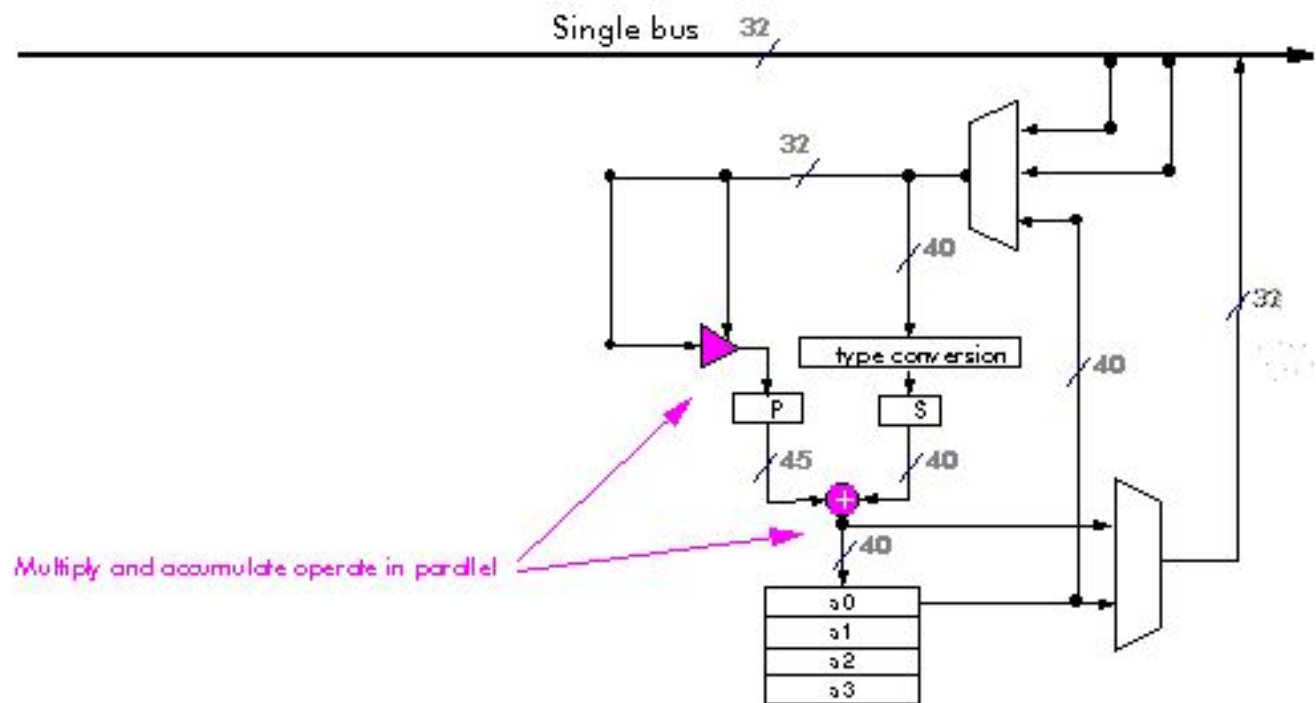 Single bus 32
32
40
32
type conversion
40
P
S
45
40
+
Multiply and accumulate operate in parallel
40
a0
a1
a2
a3